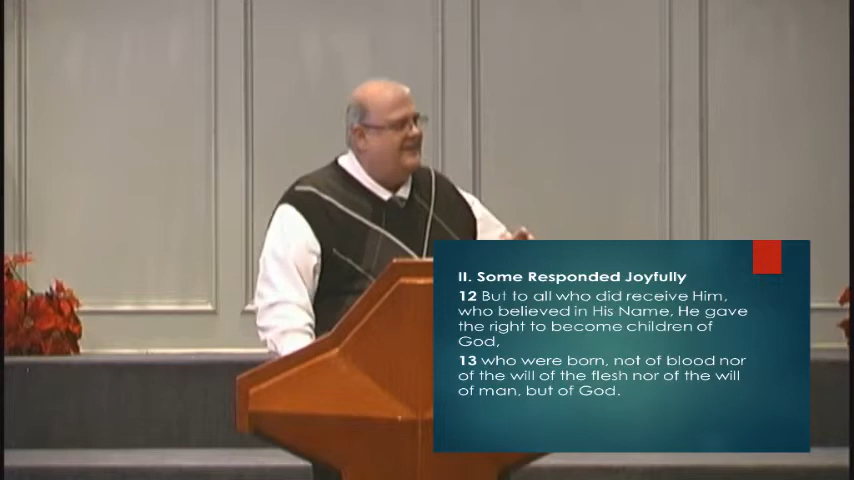 II. Some Responded Joyfully
12 But to all who did receive Him,
who believed in His Name, He gave
the right to become children of
God,
13 who were born, not of blood nor
of the will of the flesh nor of the will
of man, but of God.